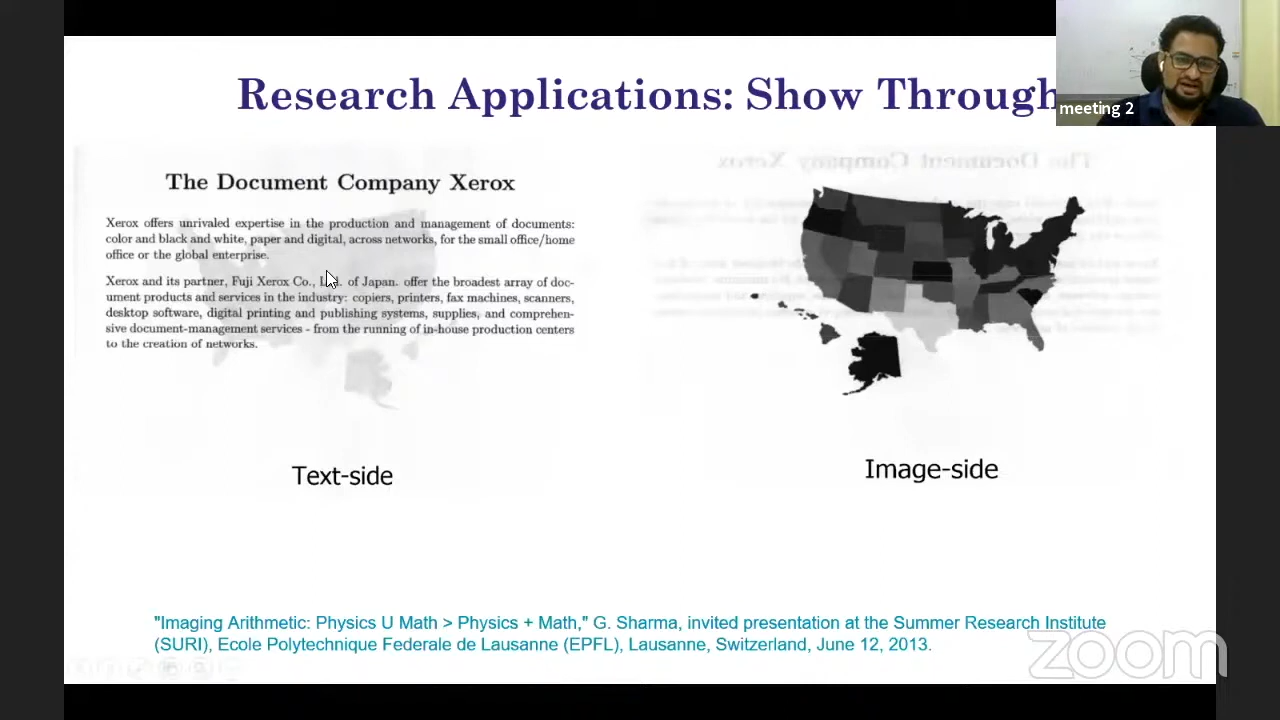 Research Applications: Show Through
meeting 2
The Document Company Xerox
Xerox offers unrivaled expertise in the production and management of documents:
color and black and white, paper and digital, across networks, for the small office/home
office or the global enterprise.
Xerox and its partner, Fuji Xerox Co., Ltd. of Japan. offer the broadest array of doc-
ument products and services in the industry: copiers, printers, fax machines, scanners,
desktop software, digital printing and publishing systems, supplies, and comprehen-
sive document-management services - from the running of in-house production centers
to the creation of networks.
Text-side
The Document Company Xerox
Image-side
"Imaging Arithmetic: Physics U Math > Physics + Math," G. Sharma, invited presentation at the Summer Research Institute
(SURI), Ecole Polytechnique Federale de Lausanne (EPFL), Lausanne, Switzerland, June 12, 2013.
zoom